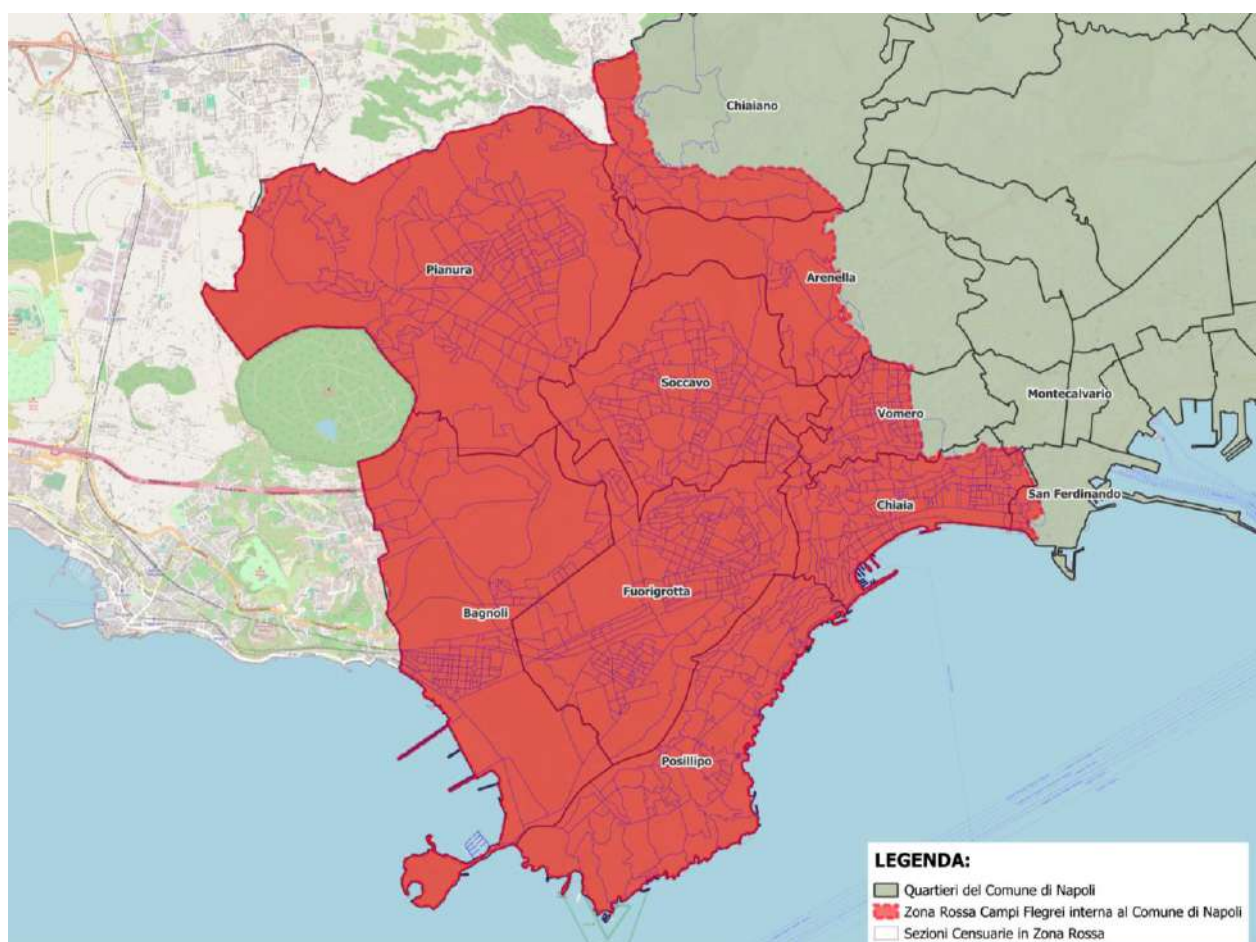 Chiaiano
Pianura
Arenella
Soccavo
Montecalvario
Vomero
San Ferdinando
Chiaia
Fuorigrotta
Bagnoli
Posillipo
LEGENDA:
Quartieri del Comune di Napoli
Zona Rossa Campi Flegrei interna al Comune di Napoli
Sezioni Censuarie in Zona Rossa